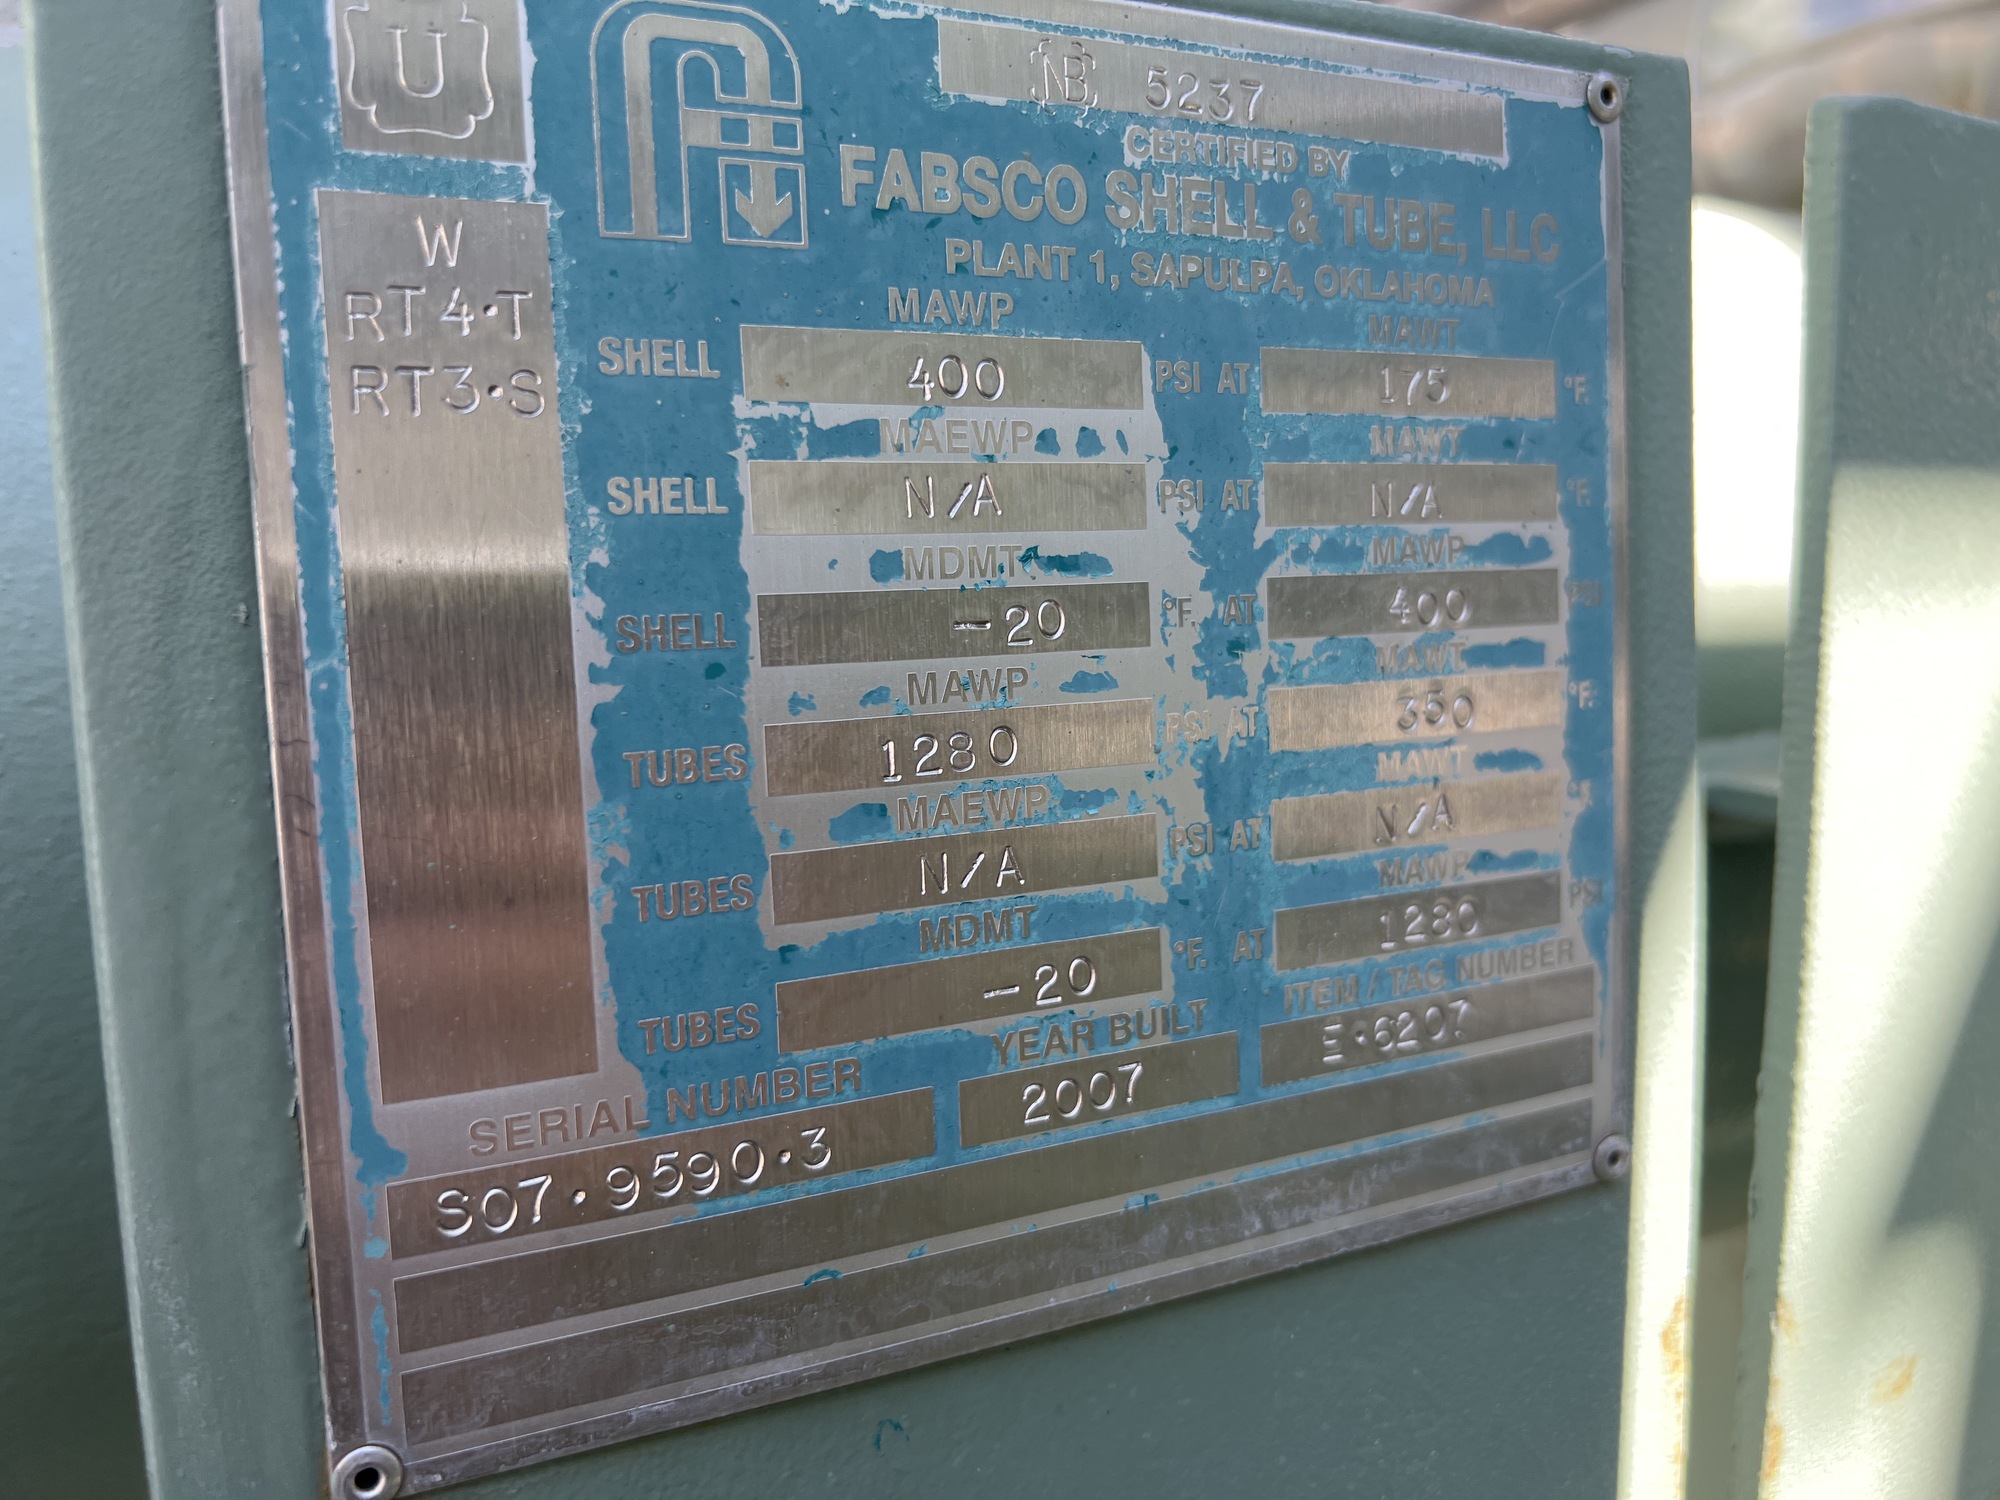 U
NB 5237
CERTIFIED BY
FABSCO SHELL & TUBE, LLC
PLANT 1, SAPULPA, OKLAHOMA
W
RT4·T
RT3·S
MAWP MAWT
SHELL 400 PSI AT 175 °F.
MAEWP MAWT
SHELL N/A PSI AT N/A °F.
MDMT MAWP
SHELL -20 °F. AT 400 PSI
MAWP MAWT
TUBES 1280 PSI AT 350 °F.
MAEWP MAWT
TUBES N/A PSI AT N/A °F.
MDMT MAWP
TUBES -20 °F. AT 1280 PSI
SERIAL NUMBER YEAR BUILT ITEM / TAG NUMBER
S07·9590·3 2007 E·6207